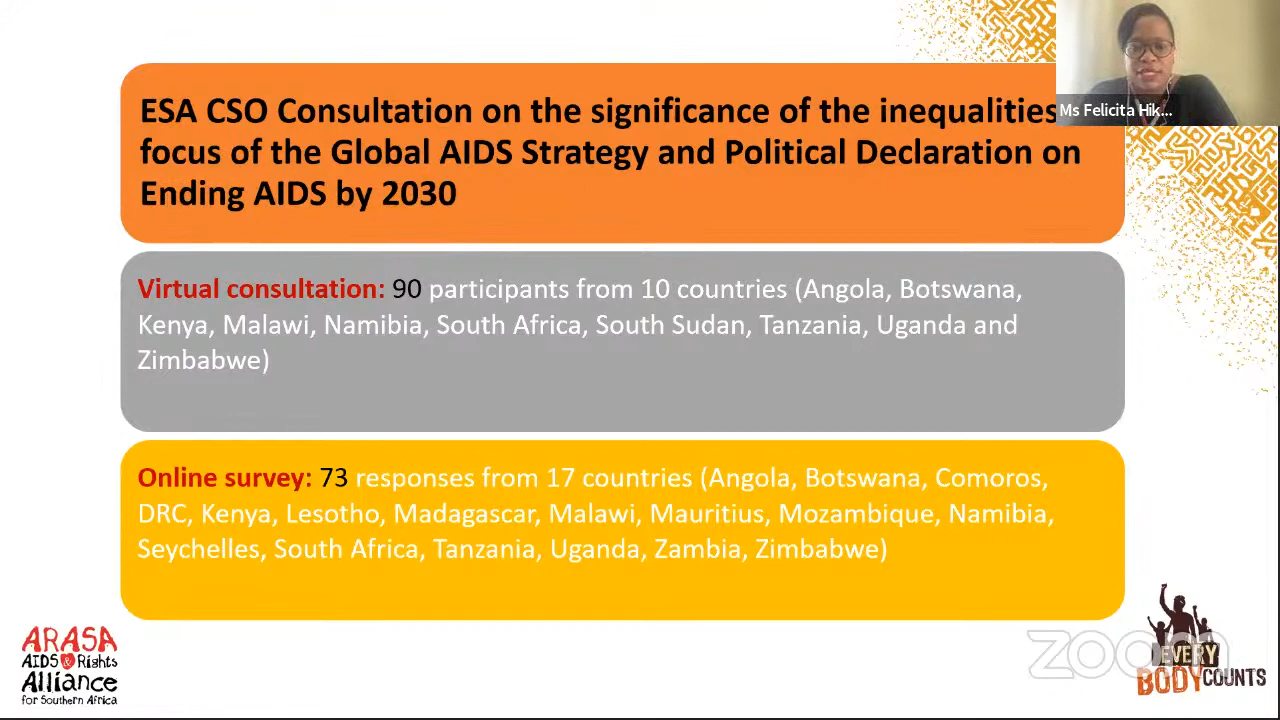 ESA CSO Consultation on the significance of the inequalities
focus of the Global AIDS Strategy and Political Declaration on
Ending AIDS by 2030
Ms Felicita Hik...
Virtual consultation: 90 participants from 10 countries (Angola, Botswana,
Kenya, Malawi, Namibia, South Africa, South Sudan, Tanzania, Uganda and
Zimbabwe)
Online survey: 73 responses from 17 countries (Angola, Botswana, Comoros,
DRC, Kenya, Lesotho, Madagascar, Malawi, Mauritius, Mozambique, Namibia,
Seychelles, South Africa, Tanzania, Uganda, Zambia, Zimbabwe)
ARASA
AIDS & Rights
Alliance
for Southern Africa
zoom
EVERY
BODY COUNTS